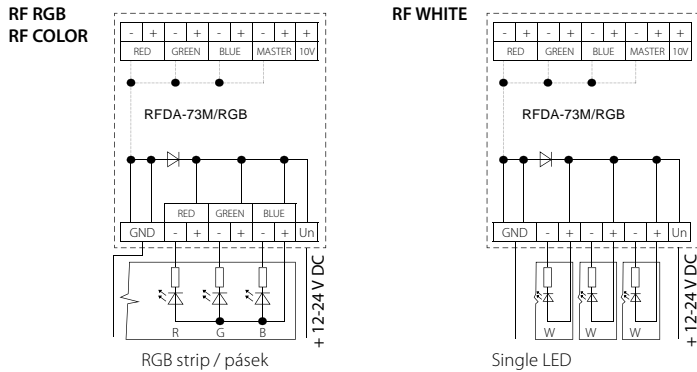 RF RGB
RF COLOR
- + - + - + - + +
RED GREEN BLUE MASTER 10V
RFDA-73M/RGB
RED GREEN BLUE
GND - + - + - + Un
R G B
+ 12-24 V DC
RGB strip / pásek
RF WHITE
- + - + - + - + +
RED GREEN BLUE MASTER 10V
RFDA-73M/RGB
GND - + - + - + Un
W W W
+ 12-24 V DC
Single LED